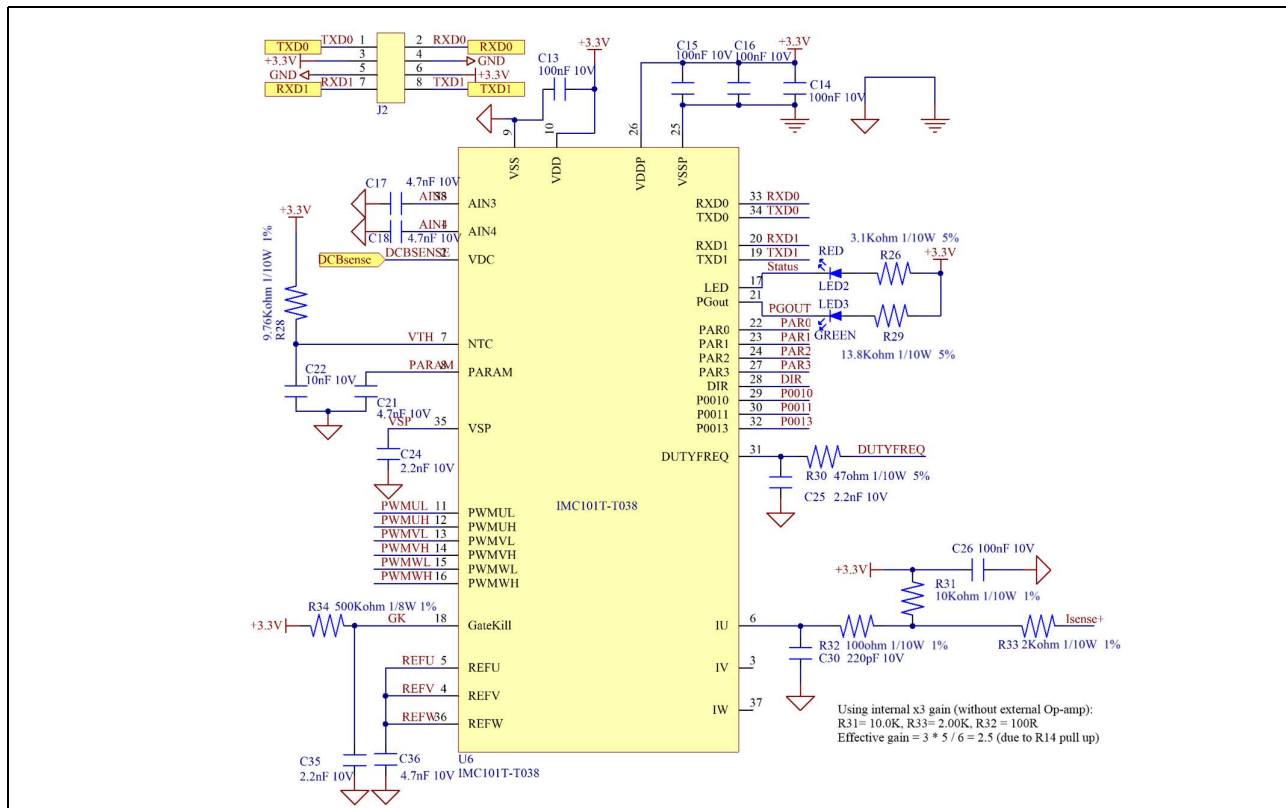 TXD0 TXD0 1 2 RXD0 RXD0
+3.3V 3 4 GND
GND 5 6 +3.3V
RXD1 RXD1 7 8 TXD1 TXD1
J2
C13
100nF 10V
+3.3V
C15
100nF 10V
C16
100nF 10V
+3.3V
C14
100nF 10V
9
10
26
25
VSS
VDD
VDDP
VSSP
C17
4.7nF 10V
AIN3 38 AIN3
AIN4 1 AIN4
C18
4.7nF 10V
DCBsense DCBSENSE 2 VDC
+3.3V
9.76Kohm 1/10W 1%
R28
VTH 7 NTC
C22
10nF 10V
PARAM 8 PARAM
C21
4.7nF 10V
VSP 35 VSP
C24
2.2nF 10V
PWMUL 11 PWMUL
PWMUH 12 PWMUH
PWMVL 13 PWMVL
PWMVH 14 PWMVH
PWMWL 15 PWMWL
PWMWH 16 PWMWH
+3.3V
R34 500Kohm 1/8W 1%
GK 18 GateKill
REFU 5 REFU
REFV 4 REFV
REFW 36 REFW
C35
2.2nF 10V
C36
4.7nF 10V
IMC101T-T038
U6
IMC101T-T038
RXD0 33 RXD0
TXD0 34 TXD0
RXD1 20 RXD1
TXD1 19 TXD1
LED 17 Status
PGout 21 PGOUT
RED
LED2
3.1Kohm 1/10W 5%
R26
+3.3V
LED3
GREEN
R29
13.8Kohm 1/10W 5%
PAR0 22 PAR0
PAR1 23 PAR1
PAR2 24 PAR2
PAR3 27 PAR3
DIR 28 DIR
P0010 29 P0010
P0011 30 P0011
P0013 32 P0013
DUTYFREQ 31 DUTYFREQ
R30 47ohm 1/10W 5%
C25 2.2nF 10V
C26 100nF 10V
+3.3V
R31
10Kohm 1/10W 1%
IU 6
R32 100ohm 1/10W 1%
C30 220pF 10V
Isense+
R33 2Kohm 1/10W 1%
IV 3
IW 37
Using internal x3 gain (without external Op-amp):
R31= 10.0K, R33= 2.00K, R32 = 100R
Effective gain = 3 * 5 / 6 = 2.5 (due to R14 pull up)